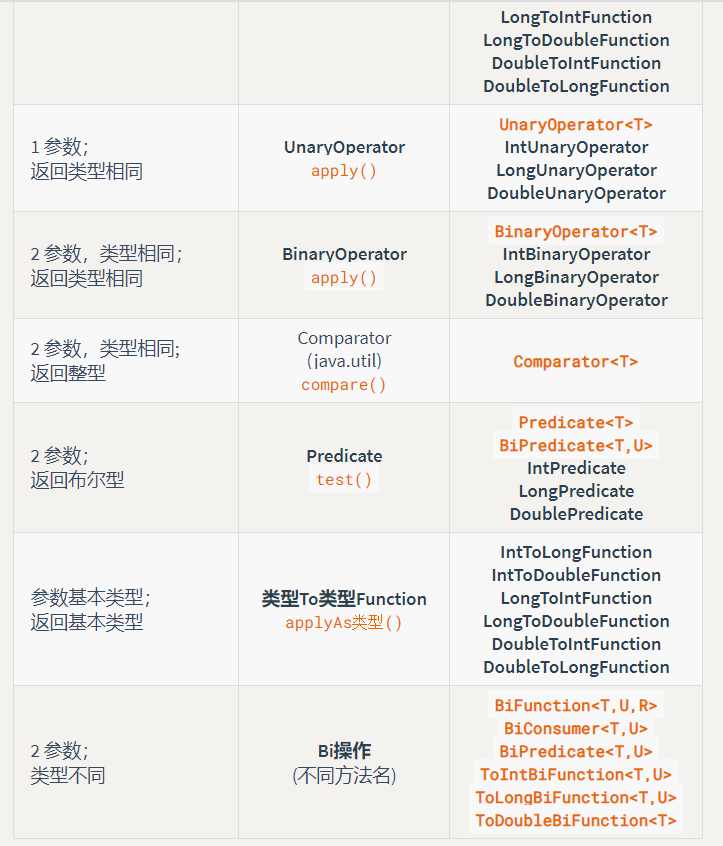 LongToIntFunction
LongToDoubleFunction
DoubleToIntFunction
DoubleToLongFunction
1 参数;
返回类型相同
UnaryOperator
apply()
UnaryOperator<T>
IntUnaryOperator
LongUnaryOperator
DoubleUnaryOperator
2 参数，类型相同;
返回类型相同
BinaryOperator
apply()
BinaryOperator<T>
IntBinaryOperator
LongBinaryOperator
DoubleBinaryOperator
2 参数，类型相同;
返回整型
Comparator
(java.util)
compare()
Comparator<T>
2 参数;
返回布尔型
Predicate
test()
Predicate<T>
BiPredicate<T,U>
IntPredicate
LongPredicate
DoublePredicate
参数基本类型;
返回基本类型
类型To类型Function
applyAs类型()
IntToLongFunction
IntToDoubleFunction
LongToIntFunction
LongToDoubleFunction
DoubleToIntFunction
DoubleToLongFunction
2 参数;
类型不同
Bi操作
(不同方法名)
BiFunction<T,U,R>
BiConsumer<T,U>
BiPredicate<T,U>
ToIntBiFunction<T,U>
ToLongBiFunction<T,U>
ToDoubleBiFunction<T>